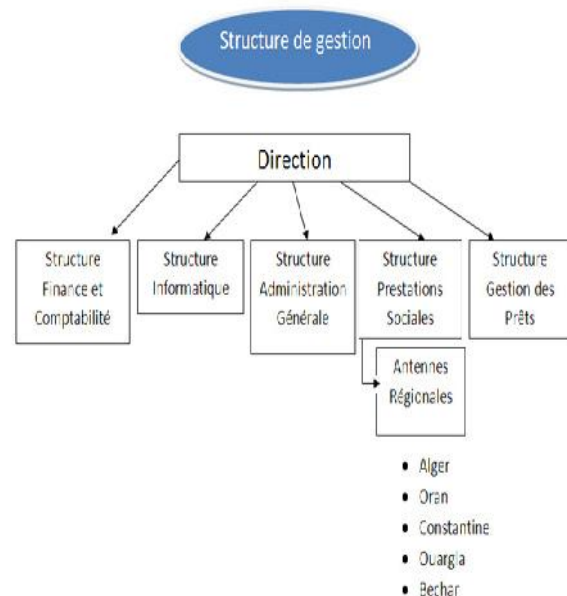 Structure de gestion
Direction
Structure
Finance et
Comptabilité
Structure
Informatique
Structure
Administration
Générale
Structure
Prestations
Sociales
Structure
Gestion des
Prêts
Antennes
Régionales
• Alger
• Oran
• Constantine
• Ouargla
• Bechar